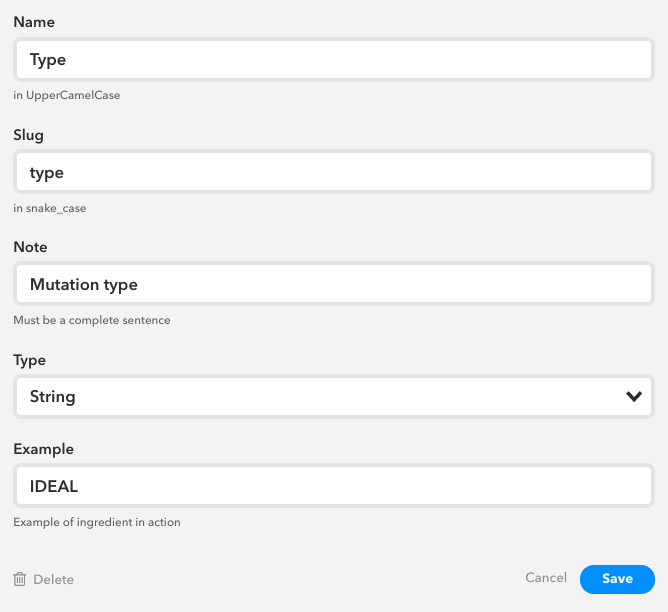 Name
Type
in UpperCamelCase
Slug
type
in snake_case
Note
Mutation type
Must be a complete sentence
Type
String
Example
IDEAL
Example of ingredient in action
Delete
Cancel
Save